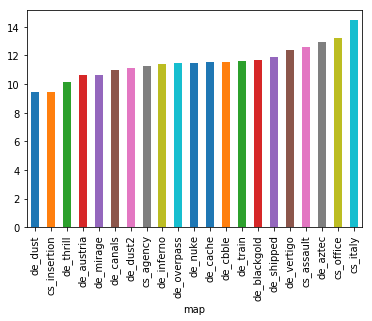 14
12
10
8
6
4
2
0
de_dust
cs_insertion
de_thrill
de_austria
de_mirage
de_canals
de_dust2
cs_agency
de_inferno
de_overpass
de_nuke
de_cache
de_cbble
de_train
de_blackgold
de_shipped
de_vertigo
cs_assault
de_aztec
cs_office
cs_italy
map